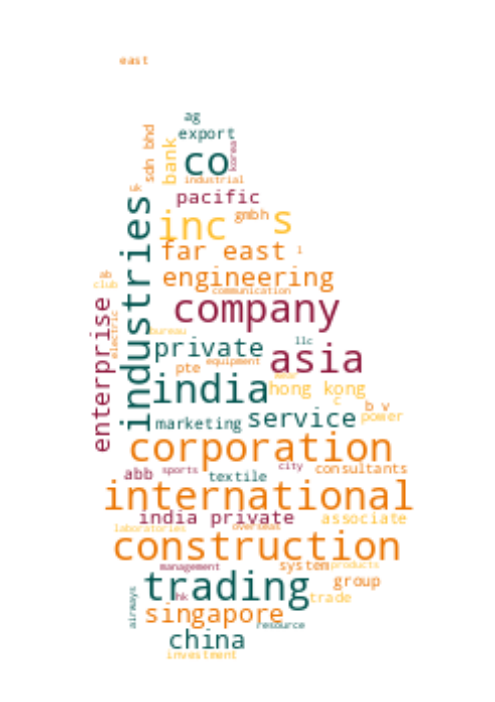 east
ag
export
sdn bhd
bank
co
korea
industrial
uk
pacific
industries
inc
gmbh
s
far east
l
engineering
ab
club
communication
enterprise
electric
company
bureau
private
llc
asia
pte
equipment
india
hong kong
c
b v
marketing
service
power
corporation
abb
sports
textile
city
consultants
international
india private
associate
laboratories
overseas
construction
management
system
products
trading
hk
group
airways
trade
singapore
resource
china
investment